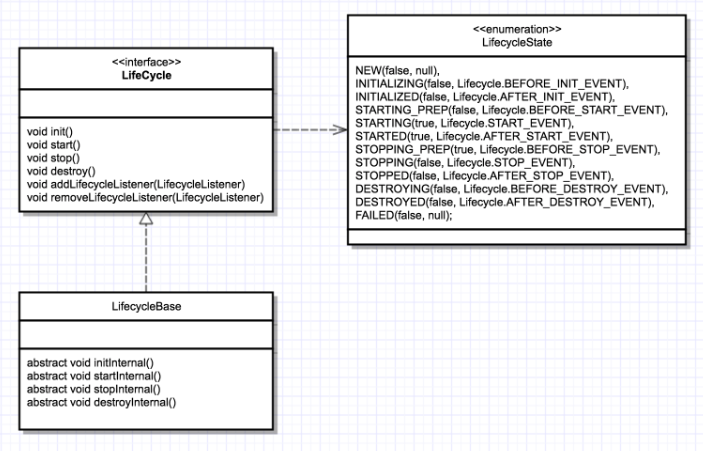 <<interface>>
LifeCycle
void init()
void start()
void stop()
void destroy()
void addLifecycleListener(LifecycleListener)
void removeLifecycleListener(LifecycleListener)
<<enumeration>>
LifecycleState
NEW(false, null),
INITIALIZING(false, Lifecycle.BEFORE_INIT_EVENT),
INITIALIZED(false, Lifecycle.AFTER_INIT_EVENT),
STARTING_PREP(false, Lifecycle.BEFORE_START_EVENT),
STARTING(true, Lifecycle.START_EVENT),
STARTED(true, Lifecycle.AFTER_START_EVENT),
STOPPING_PREP(true, Lifecycle.BEFORE_STOP_EVENT),
STOPPING(false, Lifecycle.STOP_EVENT),
STOPPED(false, Lifecycle.AFTER_STOP_EVENT),
DESTROYING(false, Lifecycle.BEFORE_DESTROY_EVENT),
DESTROYED(false, Lifecycle.AFTER_DESTROY_EVENT),
FAILED(false, null);
LifecycleBase
abstract void initInternal()
abstract void startInternal()
abstract void stopInternal()
abstract void destroyInternal()